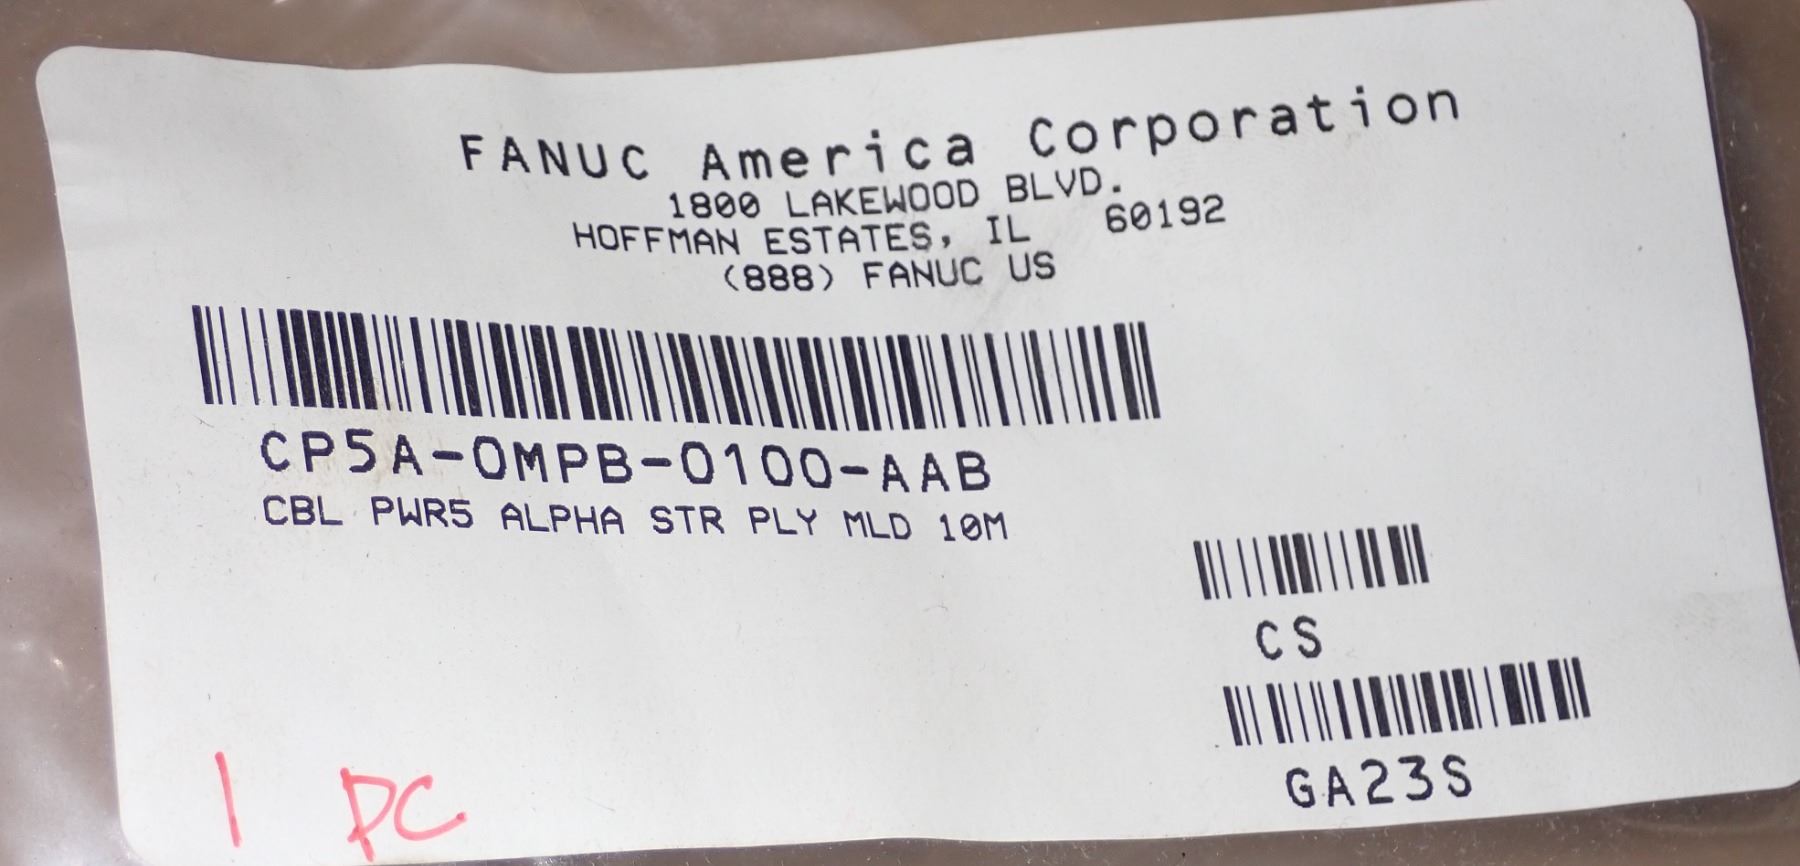 FANUC America Corporation
1800 LAKEWOOD BLVD.
HOFFMAN ESTATES, IL 60192
(888) FANUC US
CP5A-0MPB-0100-AAB
CBL PWR5 ALPHA STR PLY MLD 10M
CS
GA23S
1 PC